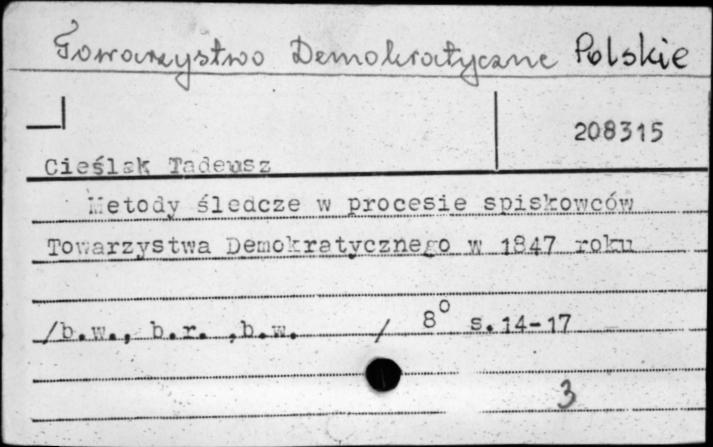 Towarzystwo Demokratyczne Polskie
208315
Cieślak Tadeusz
Metody śledcze w procesie spiskowców
Towarzystwa Demokratycznego w 1847 roku
/b.w., b.r. ,b.w. / 8° s.14-17
3